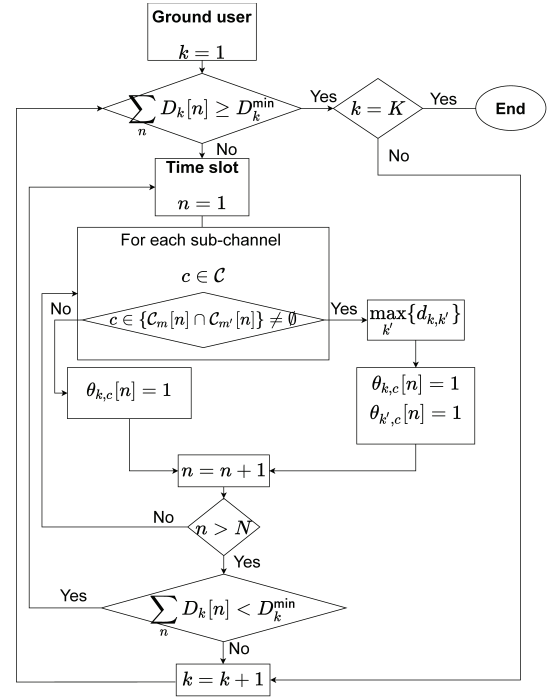 Ground user
k = 1
∑_n D_k[n] ≥ D_k^min
Yes
k = K
Yes
End
No
No
Time slot
n = 1
For each sub-channel
c ∈ 𝒞
No
c ∈ {𝒞_m[n] ∩ 𝒞_m′[n]} ≠ ∅
Yes
max_k′{d_k,k′}
θ_k,c[n] = 1
θ_k,c[n] = 1
θ_k′,c[n] = 1
n = n + 1
No
n > N
Yes
Yes
∑_n D_k[n] < D_k^min
No
k = k + 1